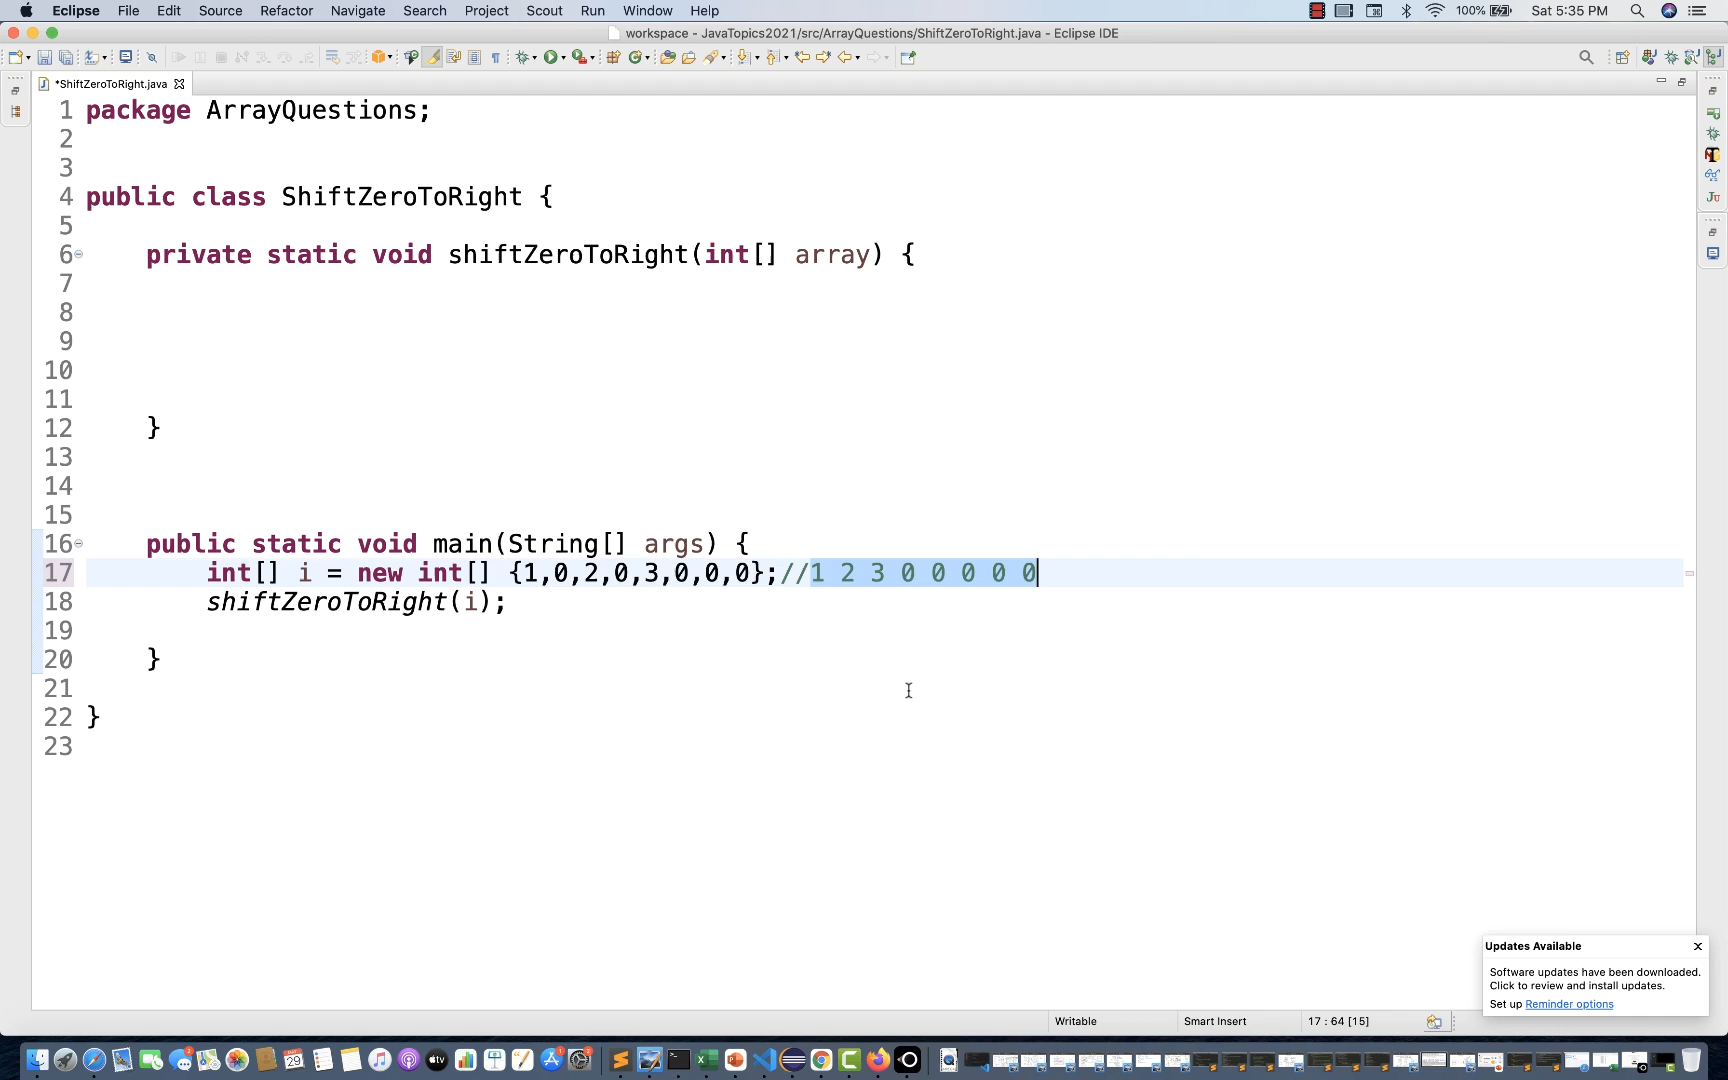 Eclipse File Edit Source Refactor Navigate Search Project Scout Run Window Help 100% Sat 5:35 PM
workspace - JavaTopics2021/src/ArrayQuestions/ShiftZeroToRight.java - Eclipse IDE
*ShiftZeroToRight.java
1 package ArrayQuestions;
2
3
4 public class ShiftZeroToRight {
5
6 private static void shiftZeroToRight(int[] array) {
7
8
9
10
11
12 }
13
14
15
16 public static void main(String[] args) {
17 int[] i = new int[] {1,0,2,0,3,0,0,0};//1 2 3 0 0 0 0 0
18 shiftZeroToRight(i);
19
20 }
21
22 }
23
Updates Available
Software updates have been downloaded.
Click to review and install updates.
Set up Reminder options
Writable Smart Insert 17 : 64 [15]